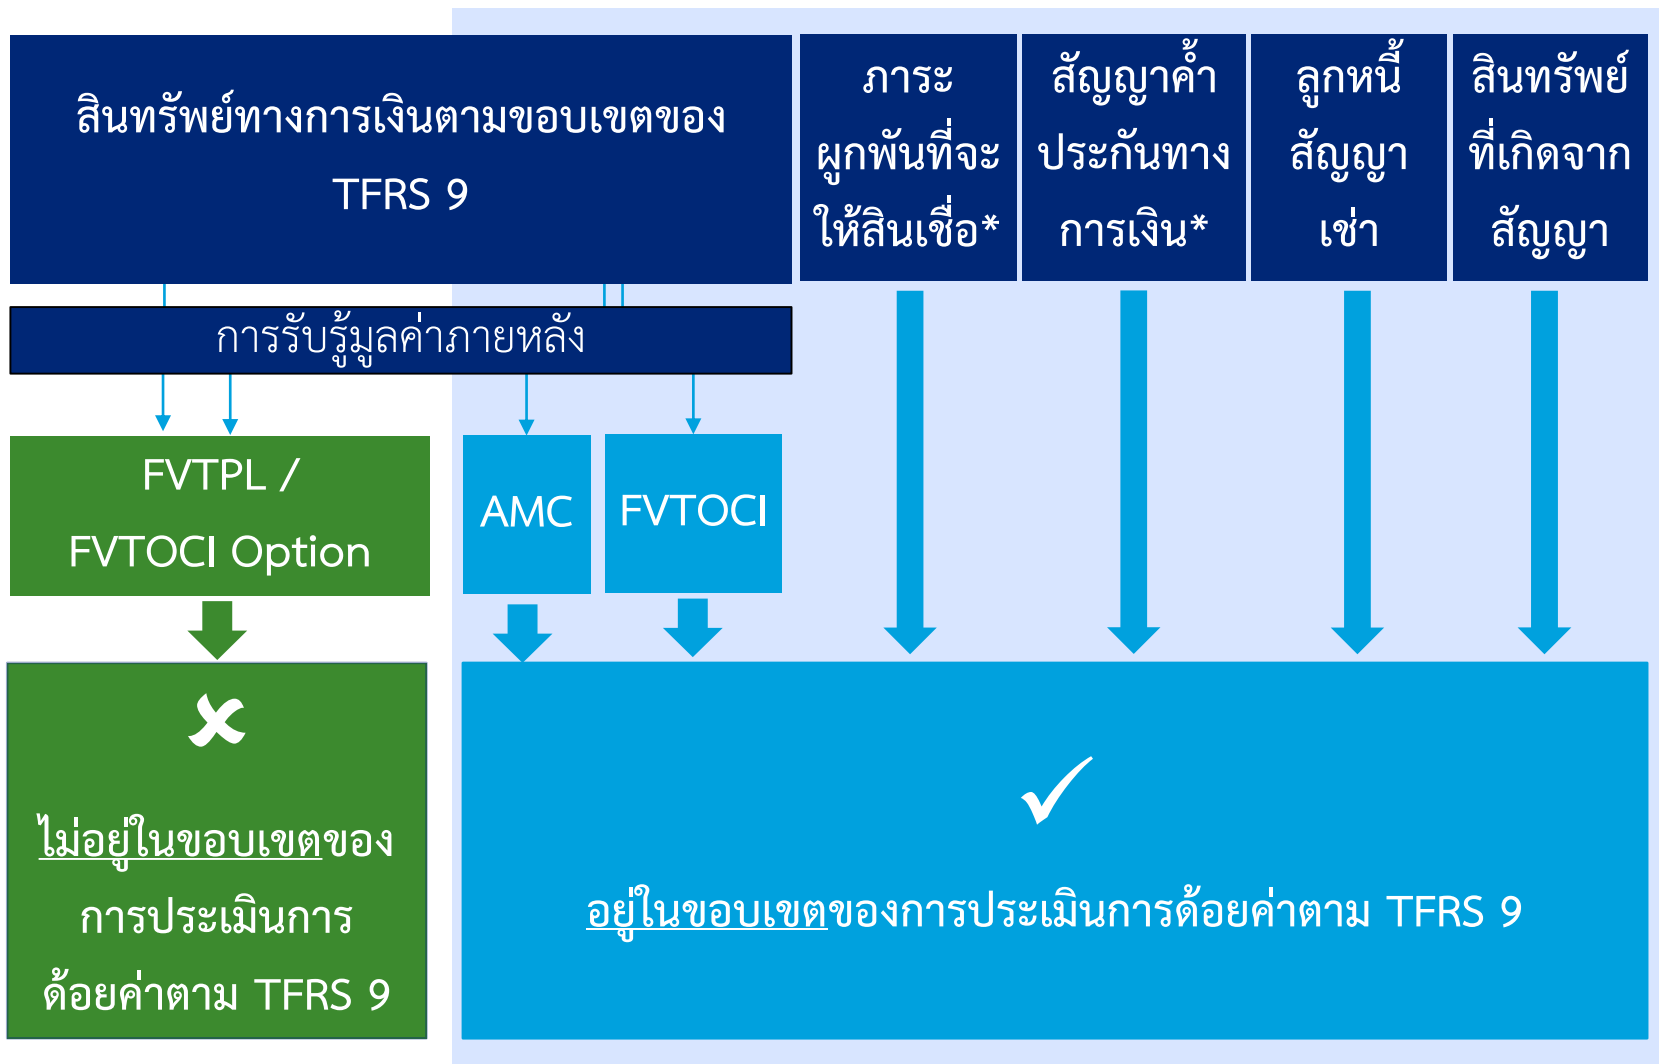 สินทรัพย์ทางการเงินตามขอบเขตของ
TFRS 9
ภาระ
ผูกพันที่จะ
ให้สินเชื่อ*
สัญญาค้ำ
ประกันทาง
การเงิน*
ลูกหนี้
สัญญา
เช่า
สินทรัพย์
ที่เกิดจาก
สัญญา
การรับรู้มูลค่าภายหลัง
FVTPL /
FVTOCI Option
AMC
FVTOCI
✘
ไม่อยู่ในขอบเขตของ
การประเมินการ
ด้อยค่าตาม TFRS 9
✓
อยู่ในขอบเขตของการประเมินการด้อยค่าตาม TFRS 9